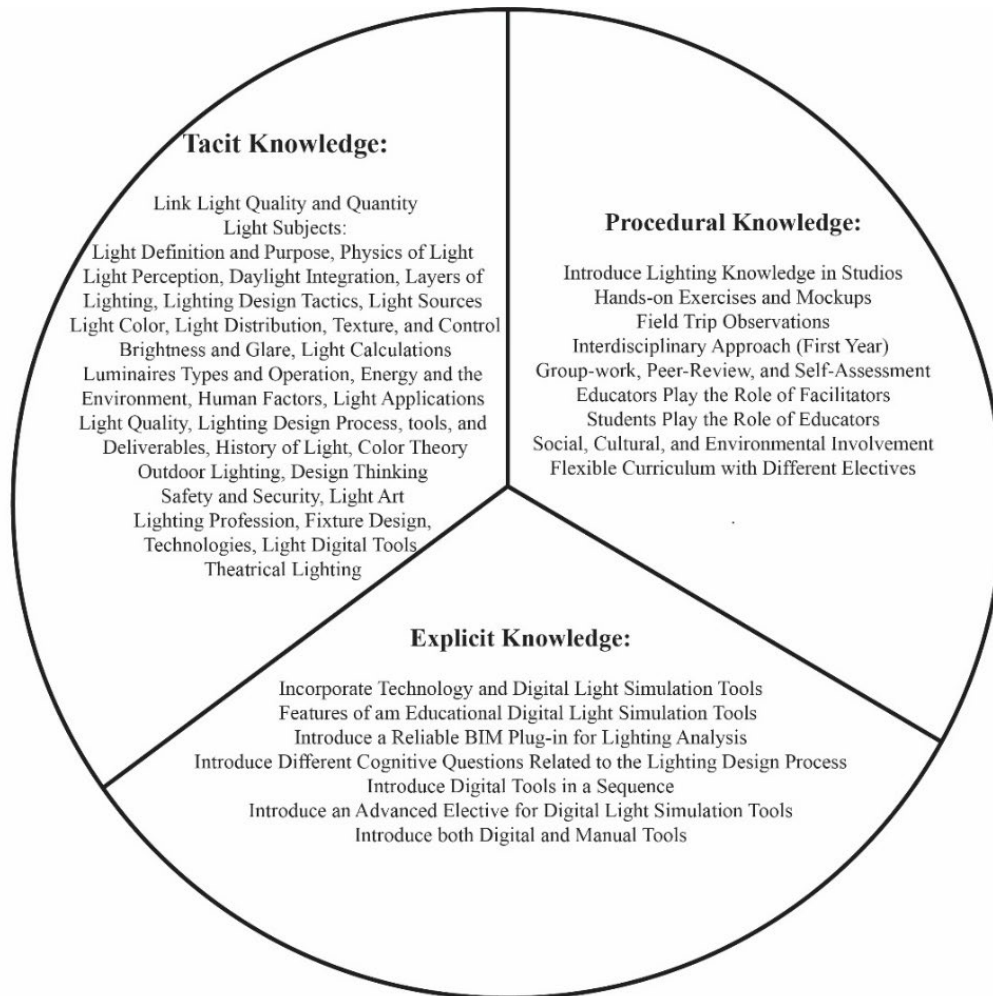 Tacit Knowledge:
Link Light Quality and Quantity
Light Subjects:
Light Definition and Purpose, Physics of Light
Light Perception, Daylight Integration, Layers of
Lighting, Lighting Design Tactics, Light Sources
Light Color, Light Distribution, Texture, and Control
Brightness and Glare, Light Calculations
Luminaires Types and Operation, Energy and the
Environment, Human Factors, Light Applications
Light Quality, Lighting Design Process, tools, and
Deliverables, History of Light, Color Theory
Outdoor Lighting, Design Thinking
Safety and Security, Light Art
Lighting Profession, Fixture Design,
Technologies, Light Digital Tools
Theatrical Lighting
Procedural Knowledge:
Introduce Lighting Knowledge in Studios
Hands-on Exercises and Mockups
Field Trip Observations
Interdisciplinary Approach (First Year)
Group-work, Peer-Review, and Self-Assessment
Educators Play the Role of Facilitators
Students Play the Role of Educators
Social, Cultural, and Environmental Involvement
Flexible Curriculum with Different Electives
Explicit Knowledge:
Incorporate Technology and Digital Light Simulation Tools
Features of am Educational Digital Light Simulation Tools
Introduce a Reliable BIM Plug-in for Lighting Analysis
Introduce Different Cognitive Questions Related to the Lighting Design Process
Introduce Digital Tools in a Sequence
Introduce an Advanced Elective for Digital Light Simulation Tools
Introduce both Digital and Manual Tools